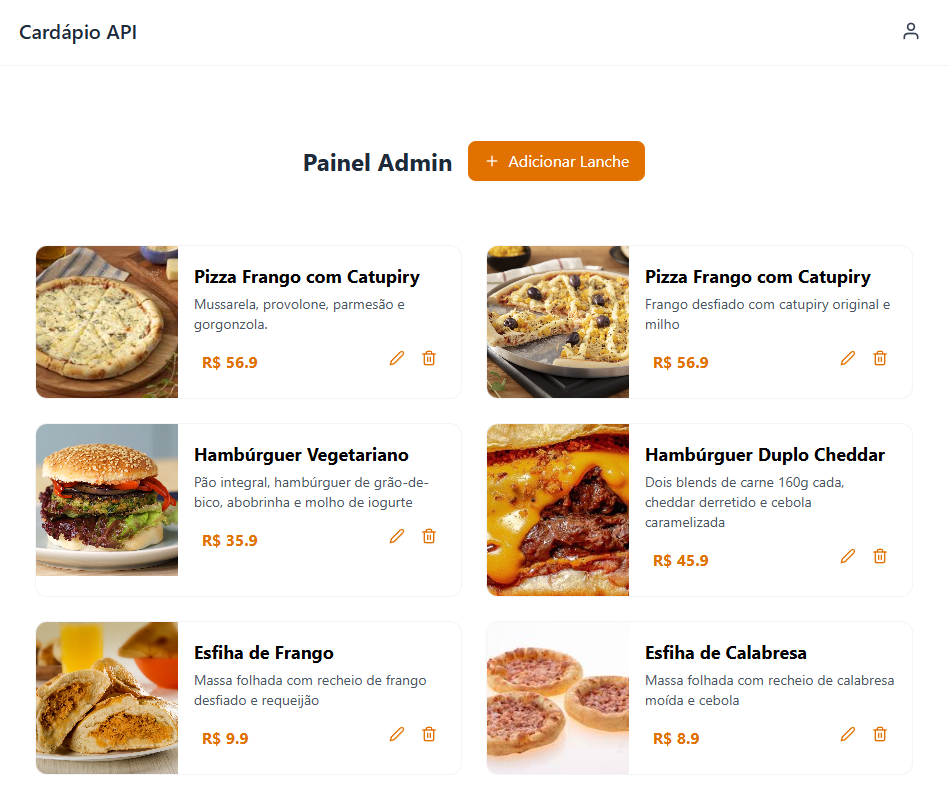 Cardápio API
Painel Admin
Adicionar Lanche
Pizza Frango com Catupiry
Mussarela, provolone, parmesão e
gorgonzola.
R$ 56.9
Pizza Frango com Catupiry
Frango desfiado com catupiry original e
milho
R$ 56.9
Hambúrguer Vegetariano
Pão integral, hambúrguer de grão-de-
bico, abobrinha e molho de iogurte
R$ 35.9
Hambúrguer Duplo Cheddar
Dois blends de carne 160g cada,
cheddar derretido e cebola
caramelizada
R$ 45.9
Esfiha de Frango
Massa folhada com recheio de frango
desfiado e requeijão
R$ 9.9
Esfiha de Calabresa
Massa folhada com recheio de calabresa
moída e cebola
R$ 8.9